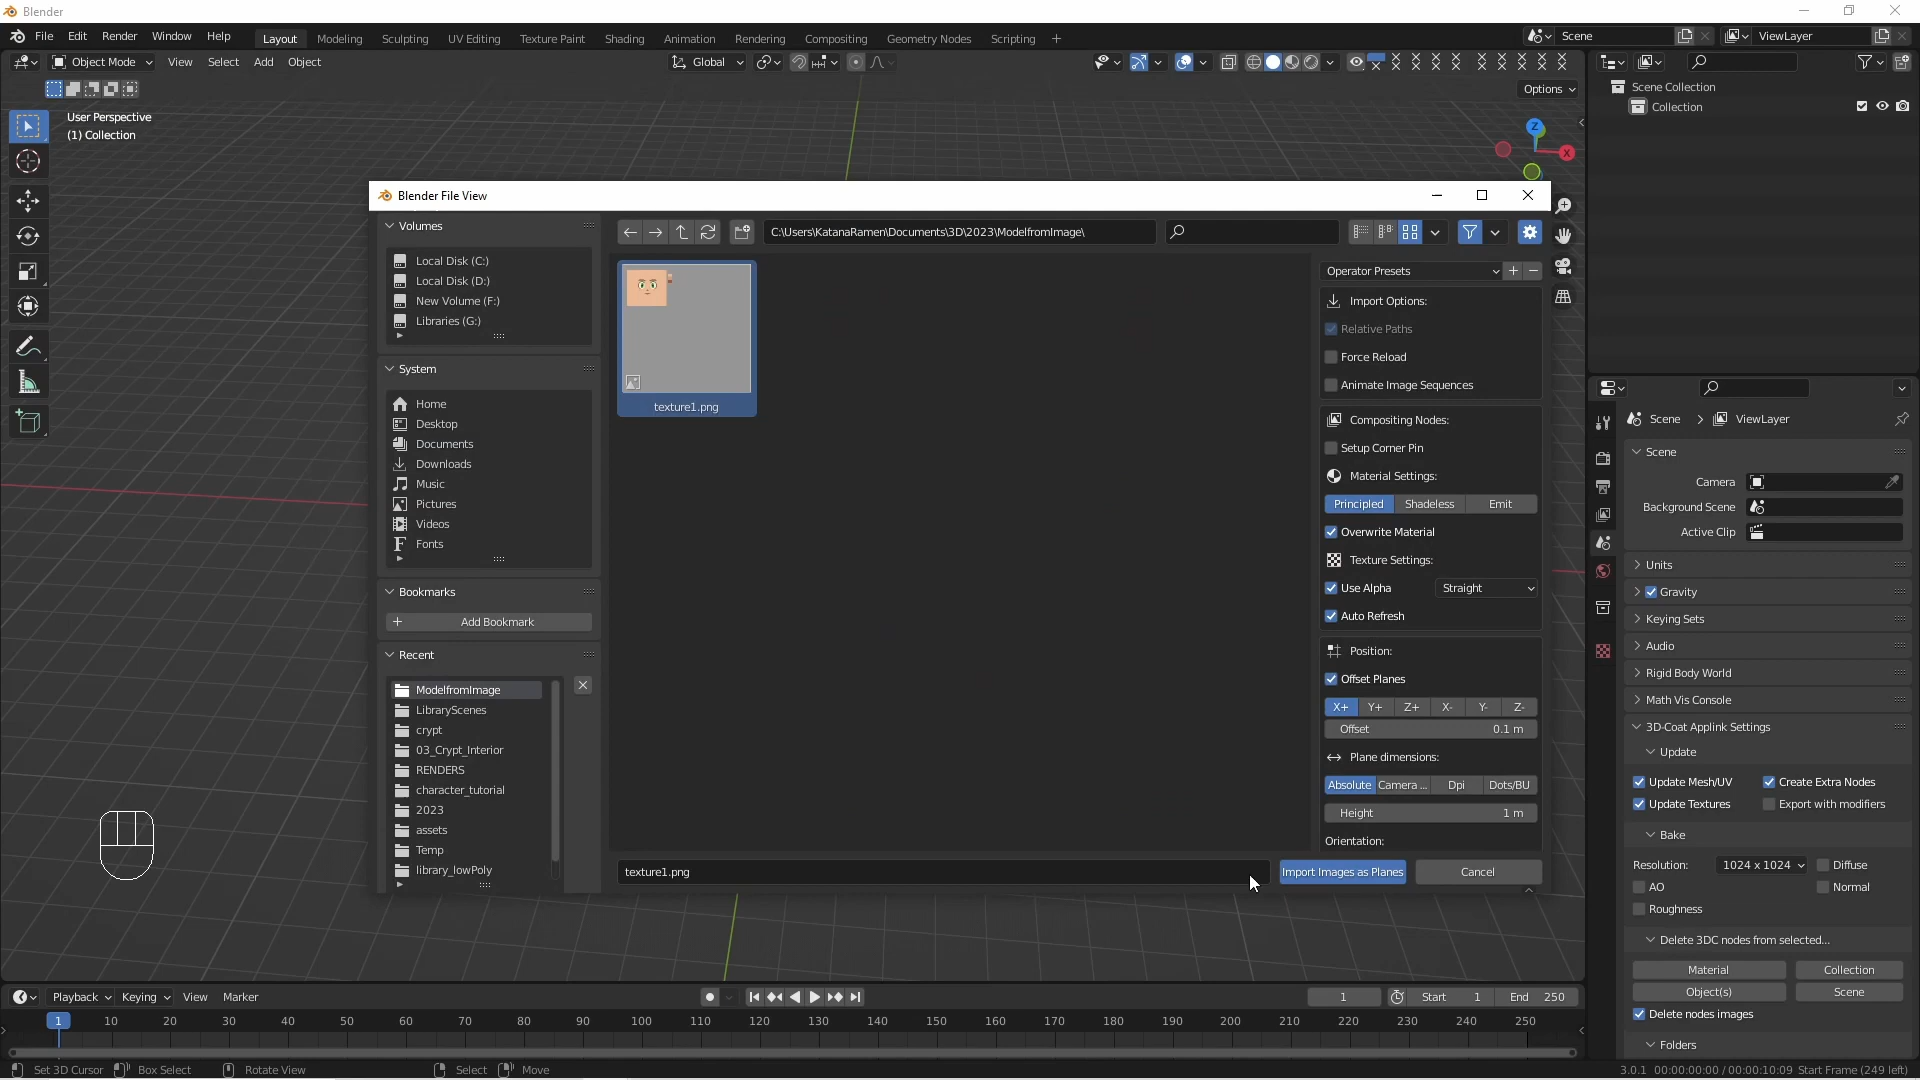 Blender
File Edit Render Window Help Layout Modeling Sculpting UV Editing Texture Paint Shading Animation Rendering Compositing Geometry Nodes Scripting + Scene ViewLayer
Object Mode View Select Add Object Global
Options
User Perspective
(1) Collection
Z
X
Scene Collection
Collection
Blender File View
Volumes
Local Disk (C:)
Local Disk (D:)
New Volume (F:)
Libraries (G:)
System
Home
Desktop
Documents
Downloads
Music
Pictures
Videos
Fonts
Bookmarks
Add Bookmark
Recent
ModelfromImage
LibraryScenes
crypt
03_Crypt_Interior
RENDERS
character_tutorial
2023
assets
Temp
library_lowPoly
C:\Users\KatanaRamen\Documents\3D\2023\ModelfromImage\
texture1.png
texture1.png
Import Images as Planes
Cancel
Operator Presets
Import Options:
Relative Paths
Force Reload
Animate Image Sequences
Compositing Nodes:
Setup Corner Pin
Material Settings:
Principled Shadeless Emit
Overwrite Material
Texture Settings:
Use Alpha Straight
Auto Refresh
Position:
Offset Planes
X+ Y+ Z+ X- Y- Z-
Offset 0.1 m
Plane dimensions:
Absolute Camera ... Dpi Dots/BU
Height 1 m
Orientation:
Scene ViewLayer
Scene
Camera
Background Scene
Active Clip
Units
Gravity
Keying Sets
Audio
Rigid Body World
Math Vis Console
3D-Coat Applink Settings
Update
Update Mesh/UV Create Extra Nodes
Update Textures Export with modifiers
Bake
Resolution: 1024 x 1024 Diffuse
AO Normal
Roughness
Delete 3DC nodes from selected...
Material Collection
Object(s) Scene
Delete nodes images
Folders
Playback Keying View Marker 1 Start 1 End 250
1 10 20 30 40 50 60 70 80 90 100 110 120 130 140 150 160 170 180 190 200 210 220 230 240 250
Set 3D Cursor Box Select Rotate View Select Move 3.0.1 00:00:00:00 / 00:00:10:09 Start Frame (249 left)